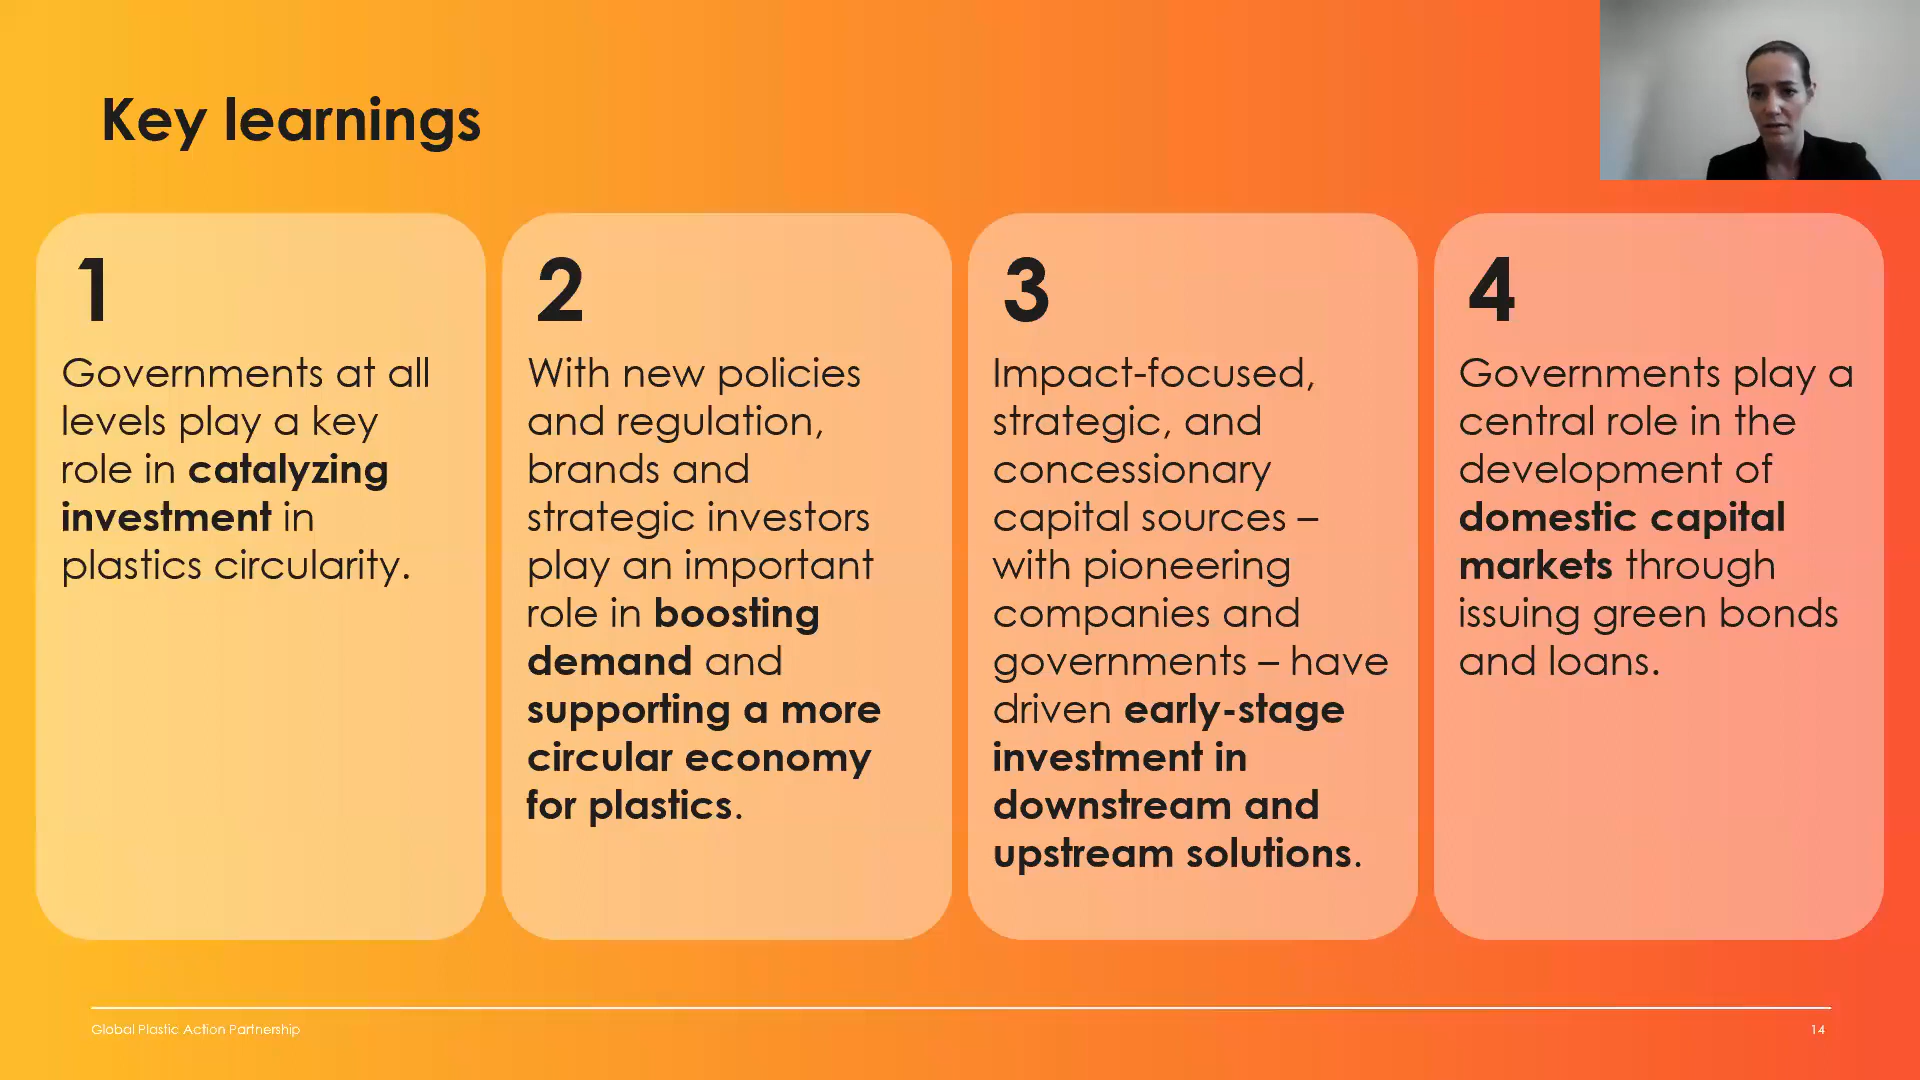 Key learnings
1
Governments at all
levels play a key
role in catalyzing
investment in
plastics circularity.
2
With new policies
and regulation,
brands and
strategic investors
play an important
role in boosting
demand and
supporting a more
circular economy
for plastics.
3
Impact-focused,
strategic, and
concessionary
capital sources –
with pioneering
companies and
governments – have
driven early-stage
investment in
downstream and
upstream solutions.
4
Governments play a
central role in the
development of
domestic capital
markets through
issuing green bonds
and loans.
Global Plastic Action Partnership
14